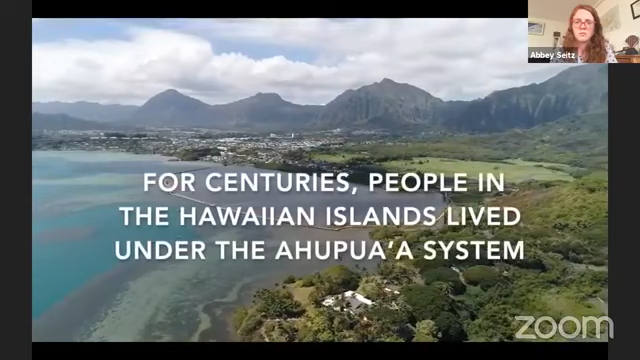 Abbey Seitz
FOR CENTURIES, PEOPLE IN
THE HAWAIIAN ISLANDS LIVED
UNDER THE AHUPUA'A SYSTEM
zoom